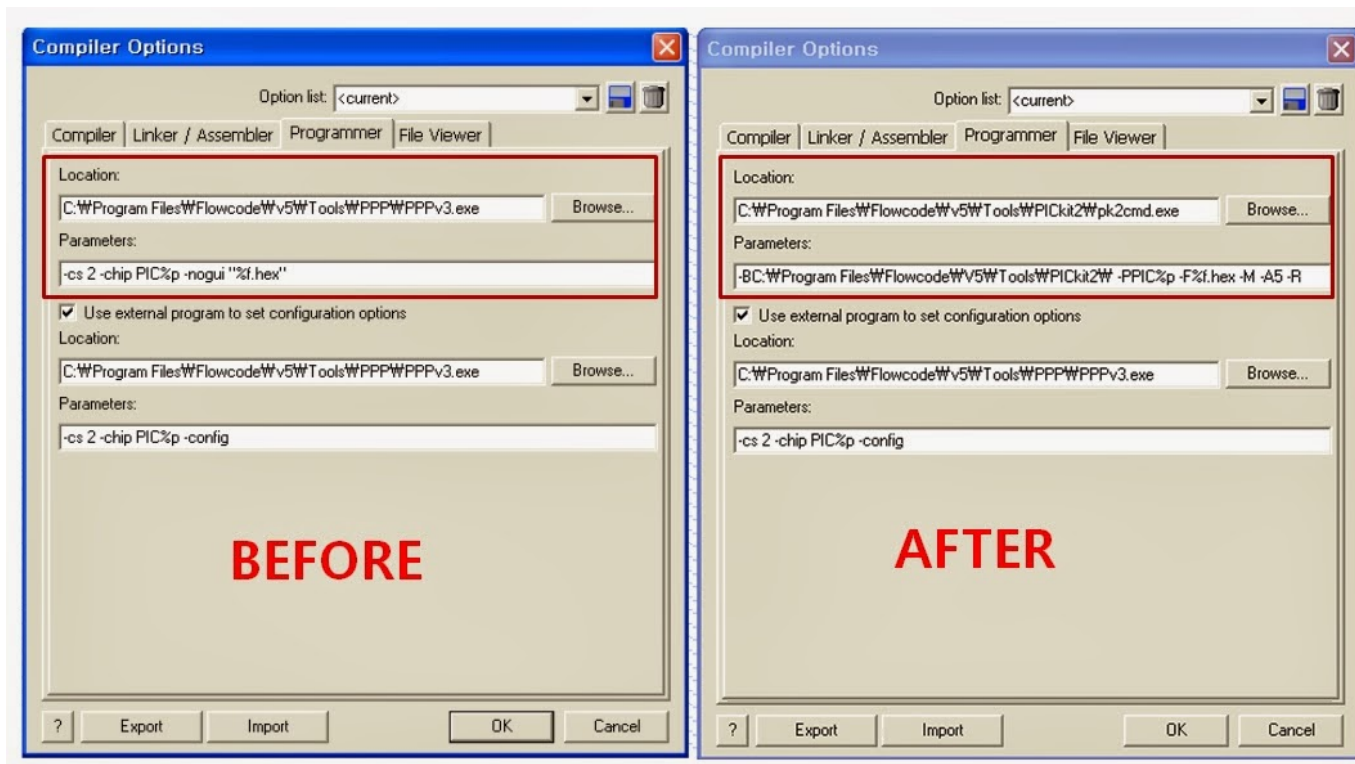 Compiler Options
Option list: <current>
Compiler Linker / Assembler Programmer File Viewer
Location:
C:₩Program Files₩Flowcode₩v5₩Tools₩PPP₩PPPv3.exe Browse...
Parameters:
-cs 2 -chip PIC%p -nogui "%f.hex"
Use external program to set configuration options
Location:
C:₩Program Files₩Flowcode₩v5₩Tools₩PPP₩PPPv3.exe Browse...
Parameters:
-cs 2 -chip PIC%p -config
BEFORE
? Export Import OK Cancel
Compiler Options
Option list: <current>
Compiler Linker / Assembler Programmer File Viewer
Location:
C:₩Program Files₩Flowcode₩v5₩Tools₩PICkit2₩pk2cmd.exe Browse...
Parameters:
-BC:₩Program Files₩Flowcode₩V5₩Tools₩PICkit2₩ -PPIC%p -F%f.hex -M -A5 -R
Use external program to set configuration options
Location:
C:₩Program Files₩Flowcode₩v5₩Tools₩PPP₩PPPv3.exe Browse...
Parameters:
-cs 2 -chip PIC%p -config
AFTER
? Export Import OK Cancel